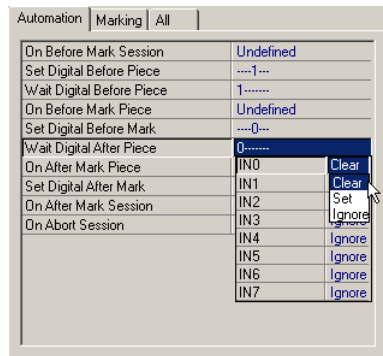 Automation Marking All
On Before Mark Session Undefined
Set Digital Before Piece ----1---
Wait Digital Before Piece 1-------
On Before Mark Piece Undefined
Set Digital Before Mark ----0---
Wait Digital After Piece 0-------
On After Mark Piece IN0 Clear
Set Digital After Mark IN1 Clear
On After Mark Session IN2 Set
On Abort Session IN3 Ignore
IN4 Ignore
IN5 Ignore
IN6 Ignore
IN7 Ignore